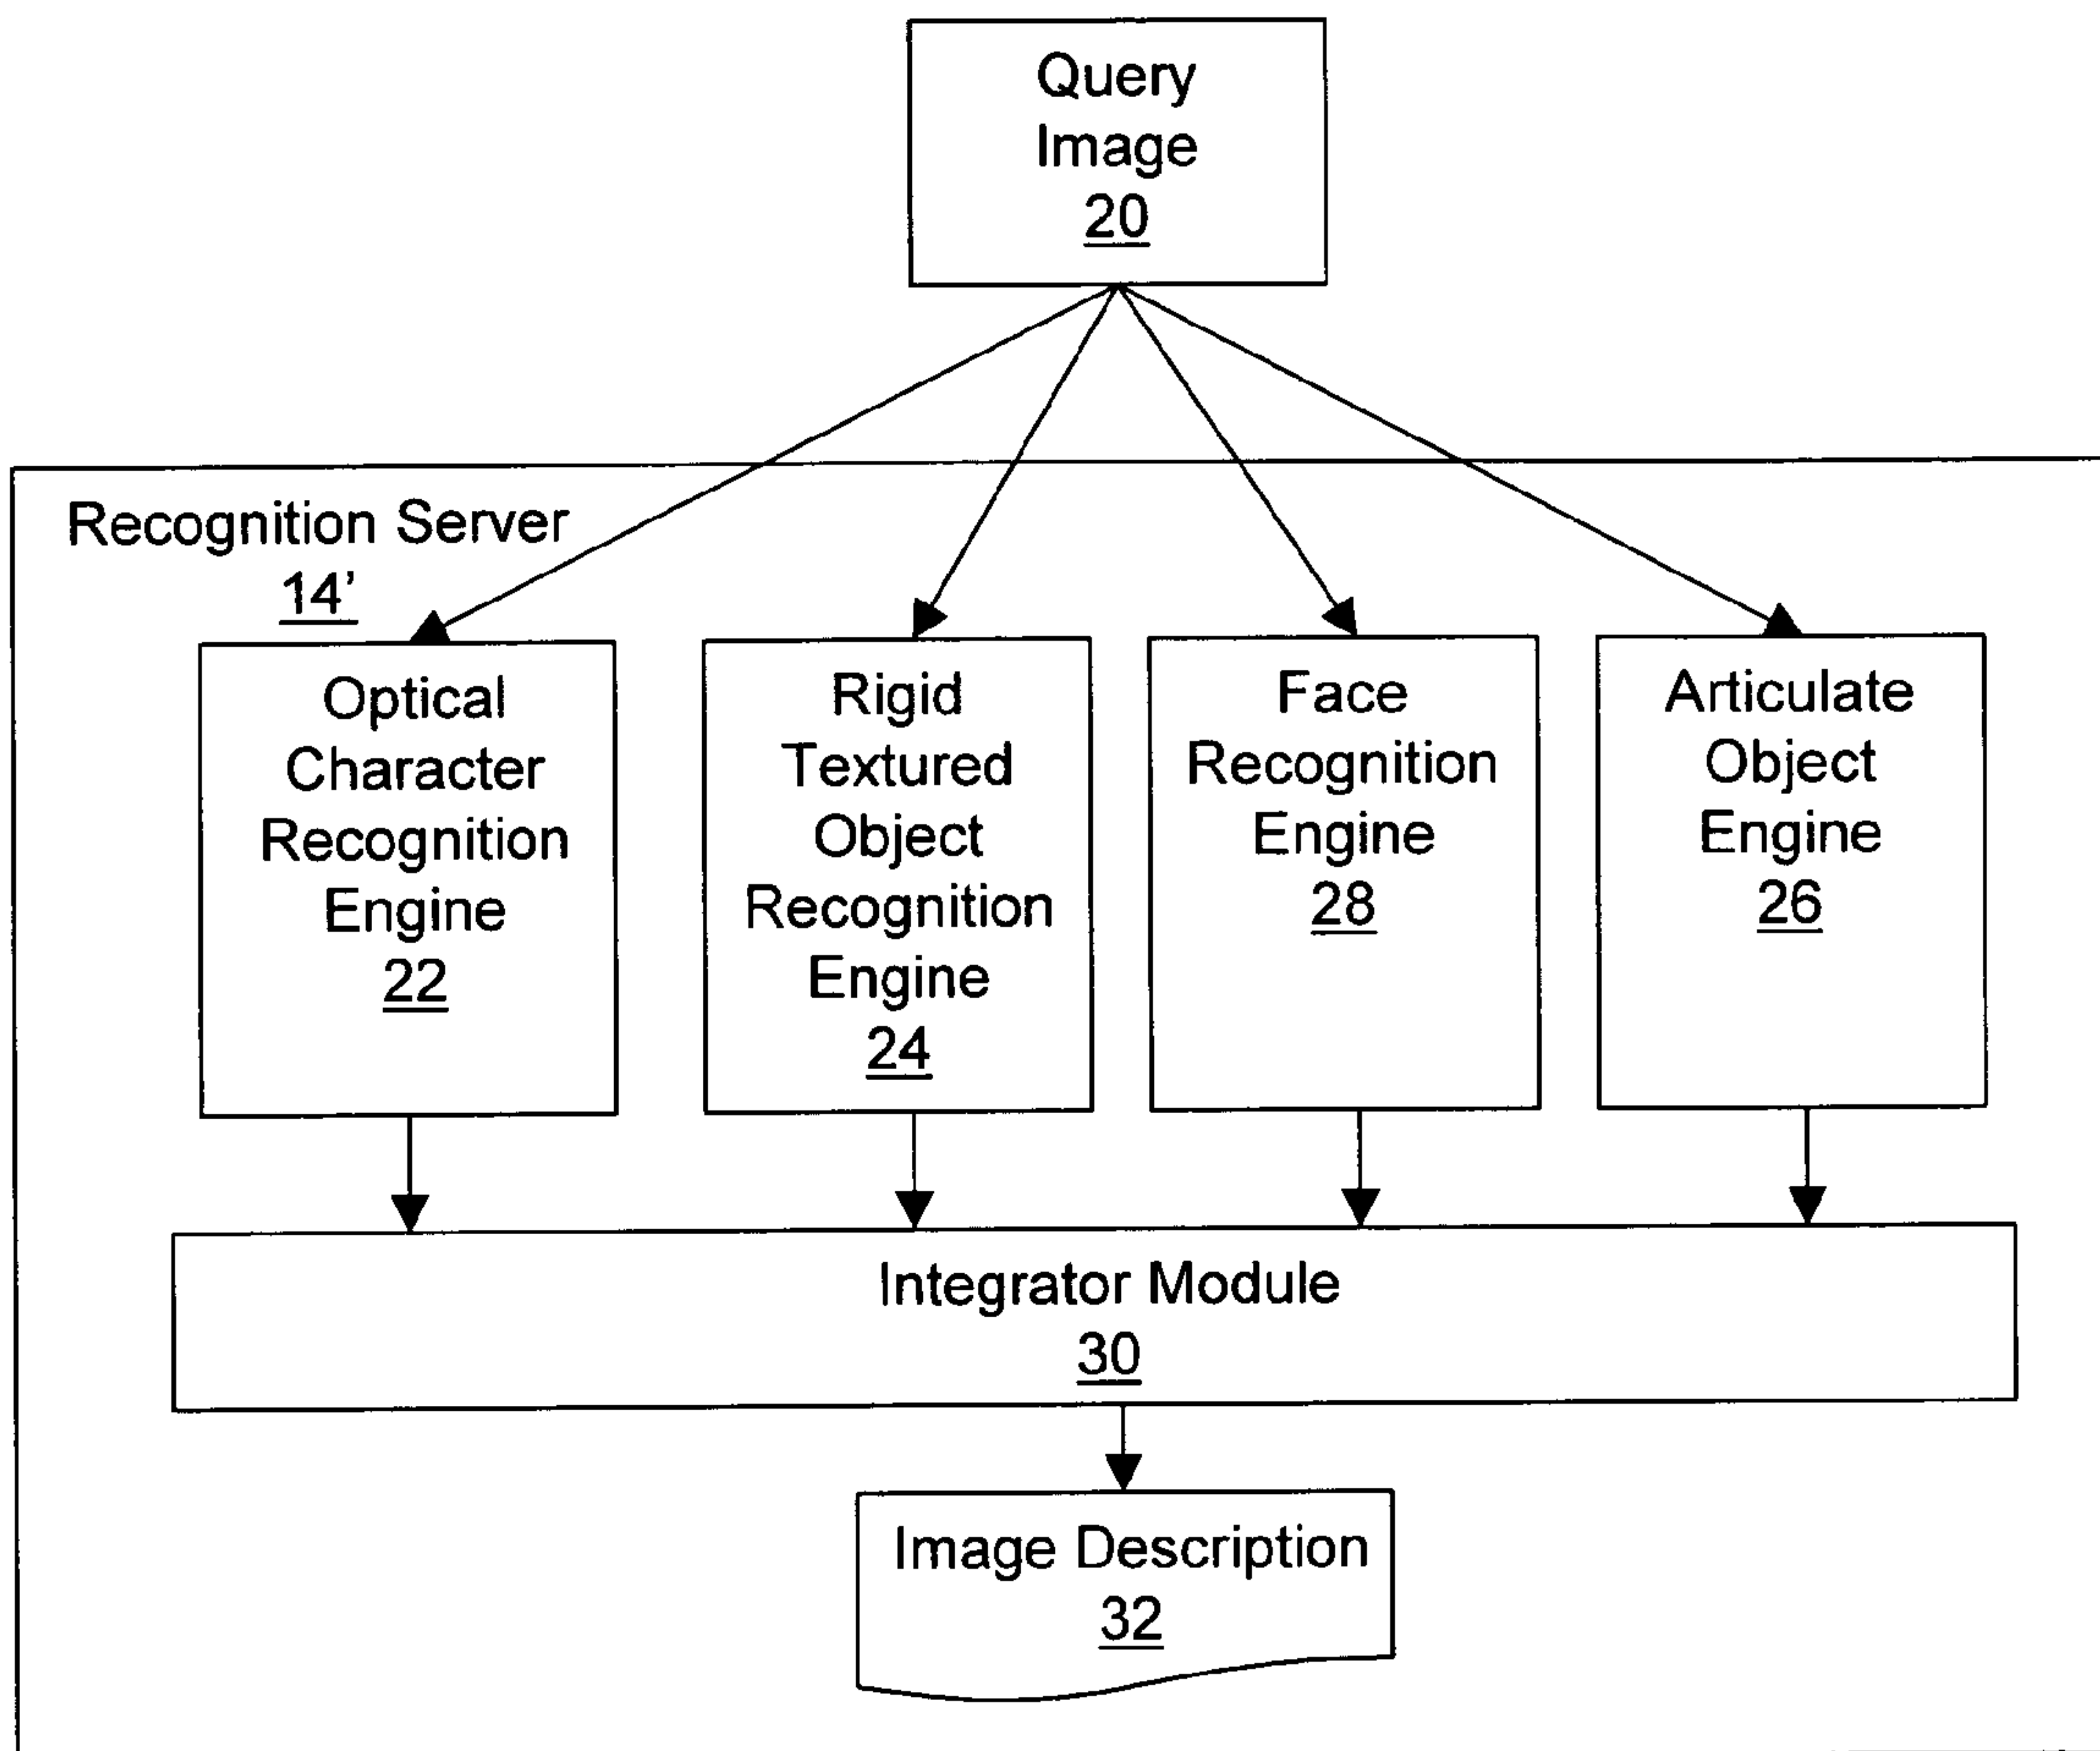 Query
Image
20
Recognition Server
14’
Optical
Character
Recognition
Engine
22
Rigid
Textured
Object
Recognition
Engine
24
Face
Recognition
Engine
28
Articulate
Object
Engine
26
Integrator Module
30
Image Description
32